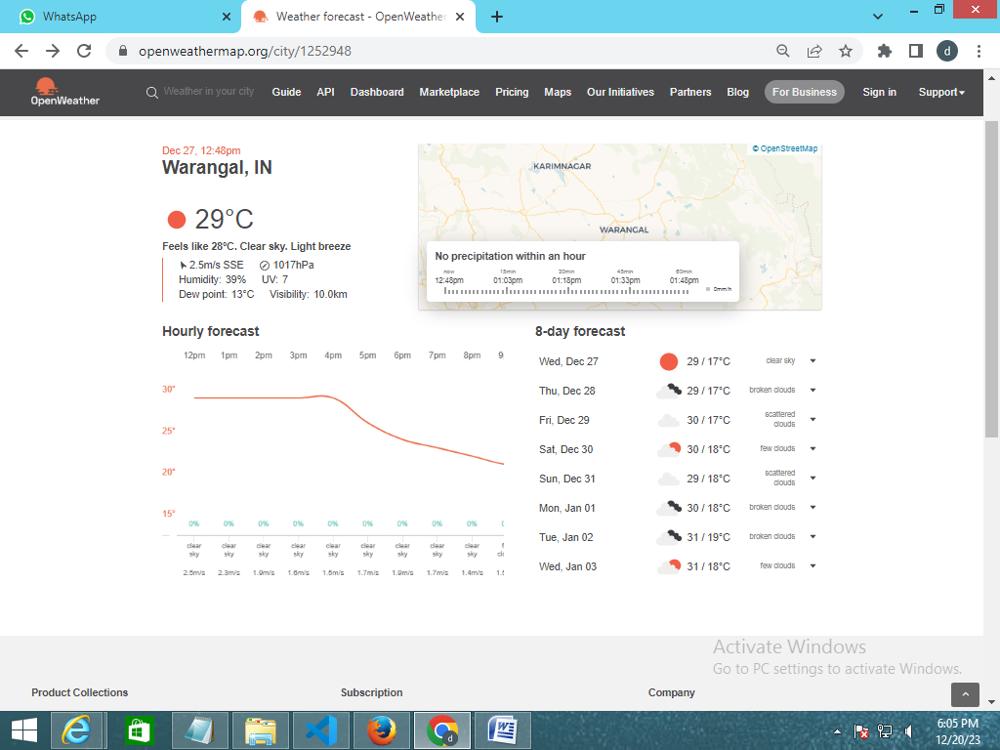 WhatsApp
Weather forecast - OpenWeather
openweathermap.org/city/1252948
d
OpenWeather
Weather in your city
Guide
API
Dashboard
Marketplace
Pricing
Maps
Our Initiatives
Partners
Blog
For Business
Sign in
Support
Dec 27, 12:48pm
Warangal, IN
29°C
Feels like 28°C. Clear sky. Light breeze
2.5m/s SSE 1017hPa
Humidity: 39% UV: 7
Dew point: 13°C Visibility: 10.0km
© OpenStreetMap
KARIMNAGAR
WARANGAL
No precipitation within an hour
now 15min 30min 45min 60min
12:48pm 01:03pm 01:18pm 01:33pm 01:48pm
0mm/h
Hourly forecast
12pm 1pm 2pm 3pm 4pm 5pm 6pm 7pm 8pm 9
30°
25°
20°
15°
0% 0% 0% 0% 0% 0% 0% 0% 0%
clear clear clear clear clear clear clear clear clear
sky sky sky sky sky sky sky sky sky
2.5m/s 2.3m/s 1.9m/s 1.6m/s 1.5m/s 1.7m/s 1.9m/s 1.7m/s 1.4m/s
8-day forecast
Wed, Dec 27 29 / 17°C clear sky
Thu, Dec 28 29 / 17°C broken clouds
Fri, Dec 29 30 / 17°C scattered
clouds
Sat, Dec 30 30 / 18°C few clouds
Sun, Dec 31 29 / 18°C scattered
clouds
Mon, Jan 01 30 / 18°C broken clouds
Tue, Jan 02 31 / 19°C broken clouds
Wed, Jan 03 31 / 18°C few clouds
Activate Windows
Go to PC settings to activate Windows.
Product Collections
Subscription
Company
d
6:05 PM
12/20/23